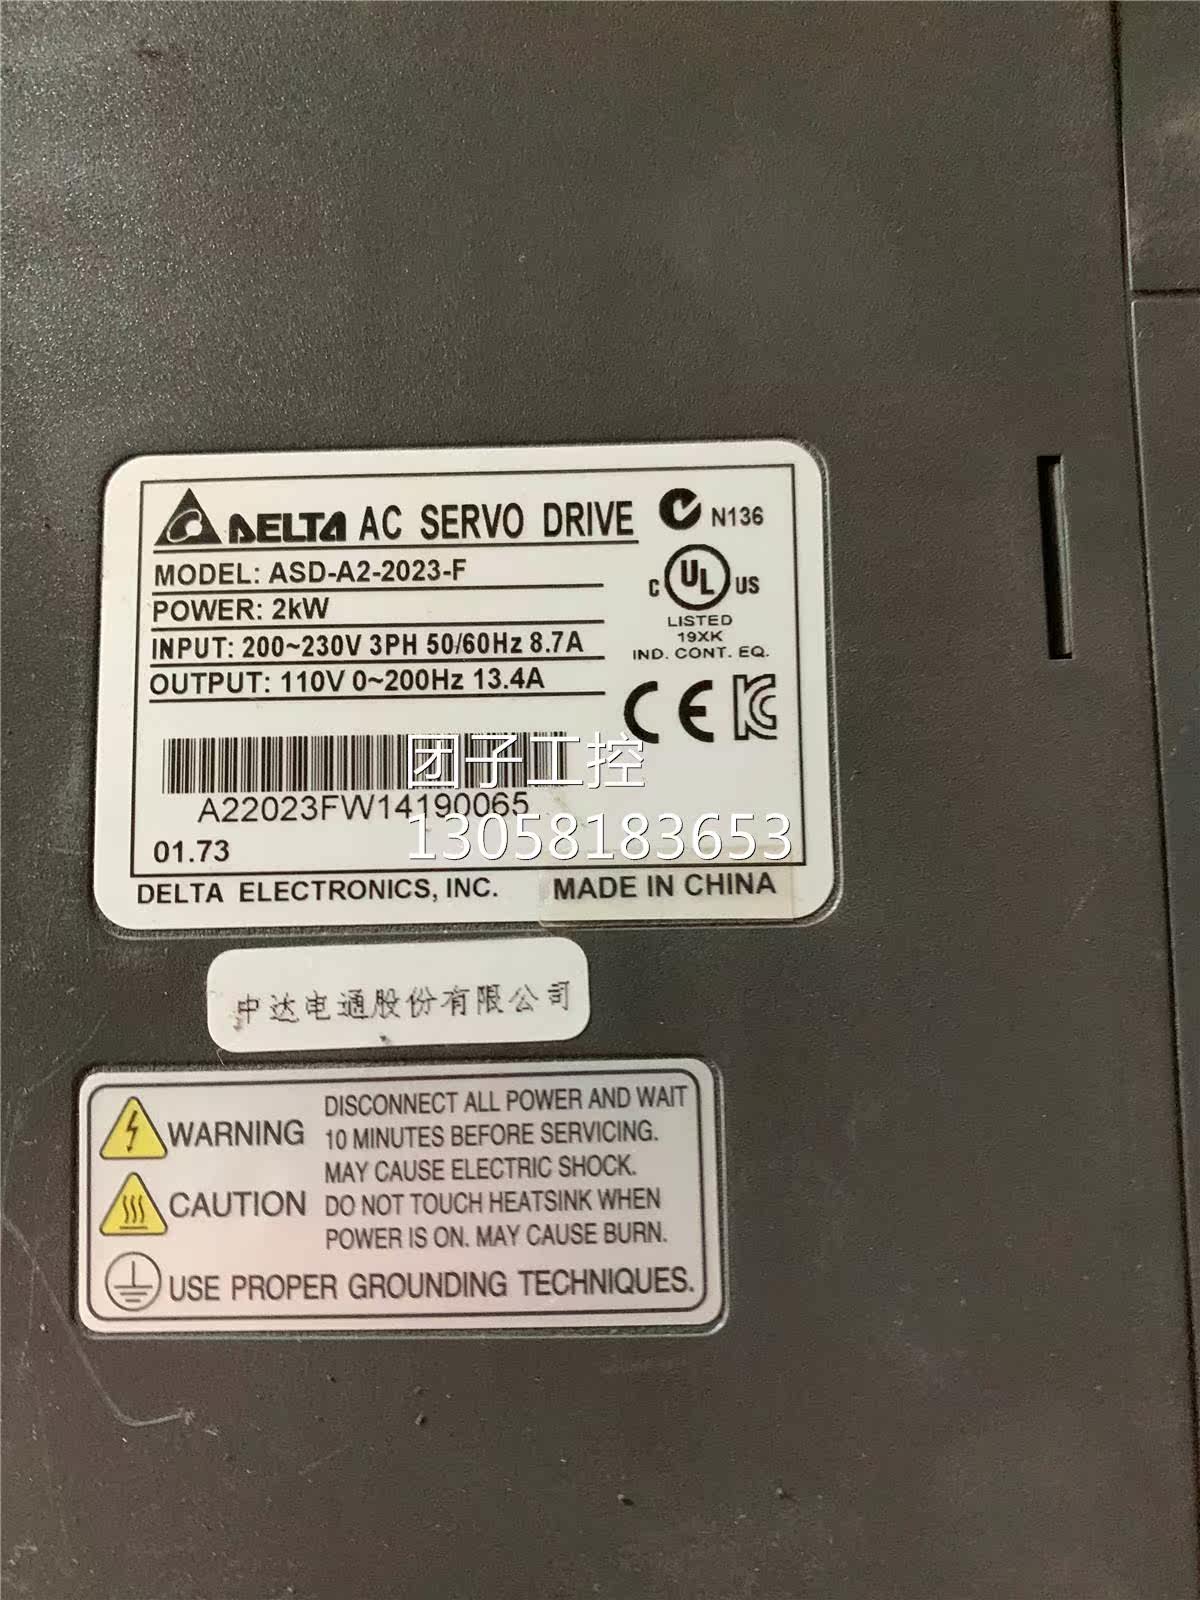 DELTA AC SERVO DRIVE
N136
MODEL: ASD-A2-2023-F
POWER: 2kW
INPUT: 200~230V 3PH 50/60Hz 8.7A
OUTPUT: 110V 0~200Hz 13.4A
C UL US
LISTED
19XK
IND. CONT. EQ.
CE KC
团子工控
A22023FW14190065
13058183653
01.73
DELTA ELECTRONICS, INC. MADE IN CHINA
中达电通股份有限公司
WARNING
DISCONNECT ALL POWER AND WAIT
10 MINUTES BEFORE SERVICING.
MAY CAUSE ELECTRIC SHOCK.
CAUTION
DO NOT TOUCH HEATSINK WHEN
POWER IS ON. MAY CAUSE BURN.
USE PROPER GROUNDING TECHNIQUES.